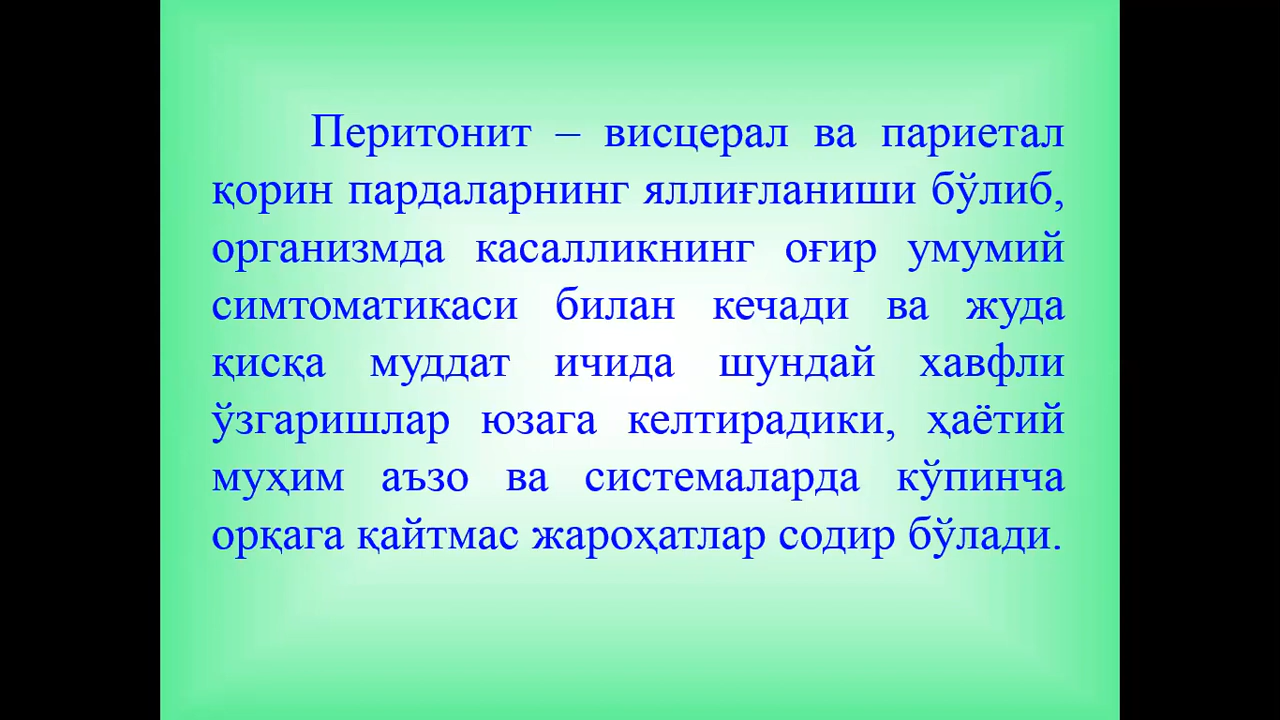 Перитонит – висцерал ва париетал
қорин пардаларнинг яллиғланиши бўлиб,
организмда касалликнинг оғир умумий
симтоматикаси билан кечади ва жуда
қисқа муддат ичида шундай хавфли
ўзгаришлар юзага келтирадики, ҳаётий
муҳим аъзо ва системаларда кўпинча
орқага қайтмас жароҳатлар содир бўлади.